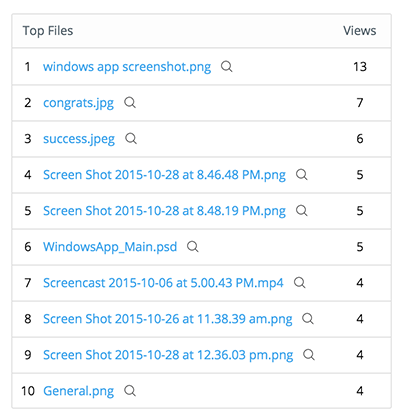 Top Files Views
1 windows app screenshot.png 13
2 congrats.jpg 7
3 success.jpeg 6
4 Screen Shot 2015-10-28 at 8.46.48 PM.png 5
5 Screen Shot 2015-10-28 at 8.48.19 PM.png 5
6 WindowsApp_Main.psd 5
7 Screencast 2015-10-06 at 5.00.43 PM.mp4 4
8 Screen Shot 2015-10-26 at 11.38.39 am.png 4
9 Screen Shot 2015-10-28 at 12.36.03 pm.png 4
10 General.png 4